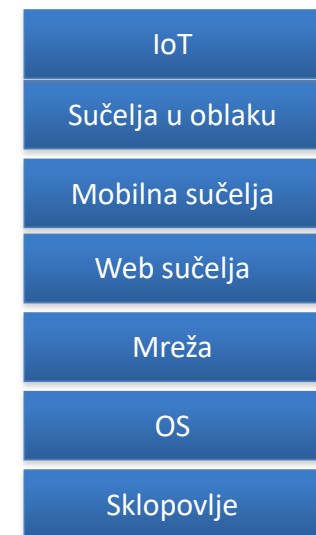 IoT
Sučelja u oblaku
Mobilna sučelja
Web sučelja
Mreža
OS
Sklopovlje